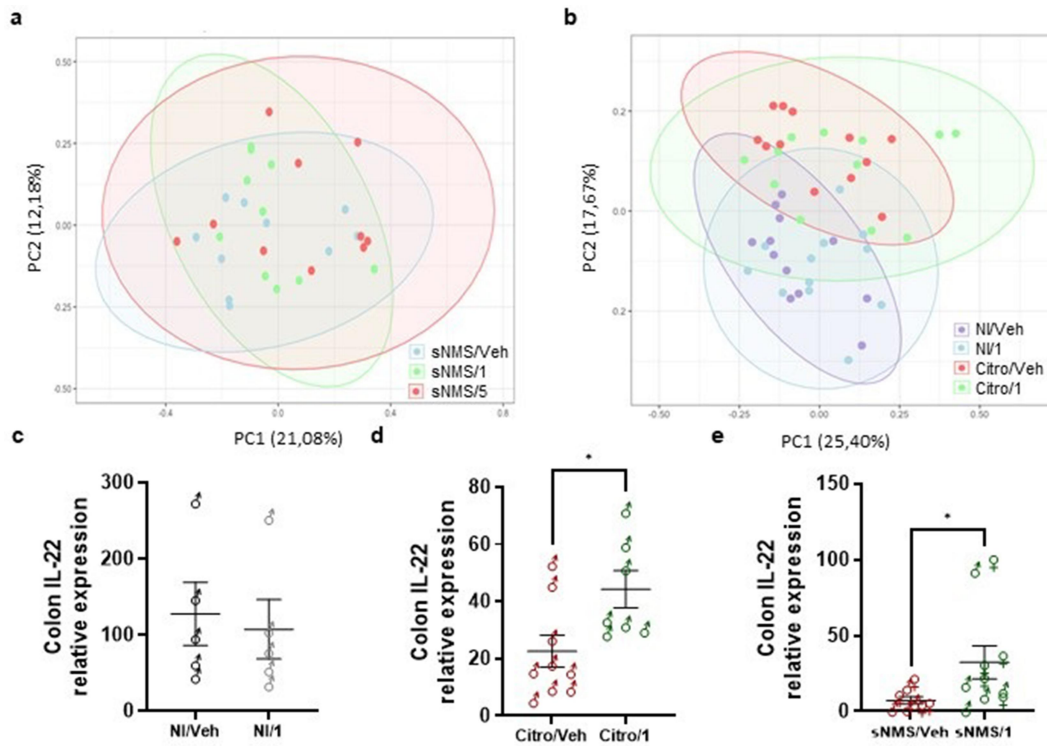 a
0.50
0.25
0.00
-0.25
-0.50
PC2 (12,18%)
-0.4
0.0
0.4
0.8
PC1 (21,08%)
sNMS/Veh
sNMS/1
sNMS/5
b
0.2
0.0
0.2
PC2 (17,67%)
-0.50
-0.25
0.00
0.25
0.50
PC1 (25,40%)
NI/Veh
NI/1
Citro/Veh
Citro/1
c
Colon IL-22
relative expression
300
200
100
0
NI/Veh
NI/1
d
Colon IL-22
relative expression
80
60
40
20
0
*
Citro/Veh
Citro/1
e
Colon IL-22
relative expression
150
100
50
0
*
sNMS/Veh
sNMS/1